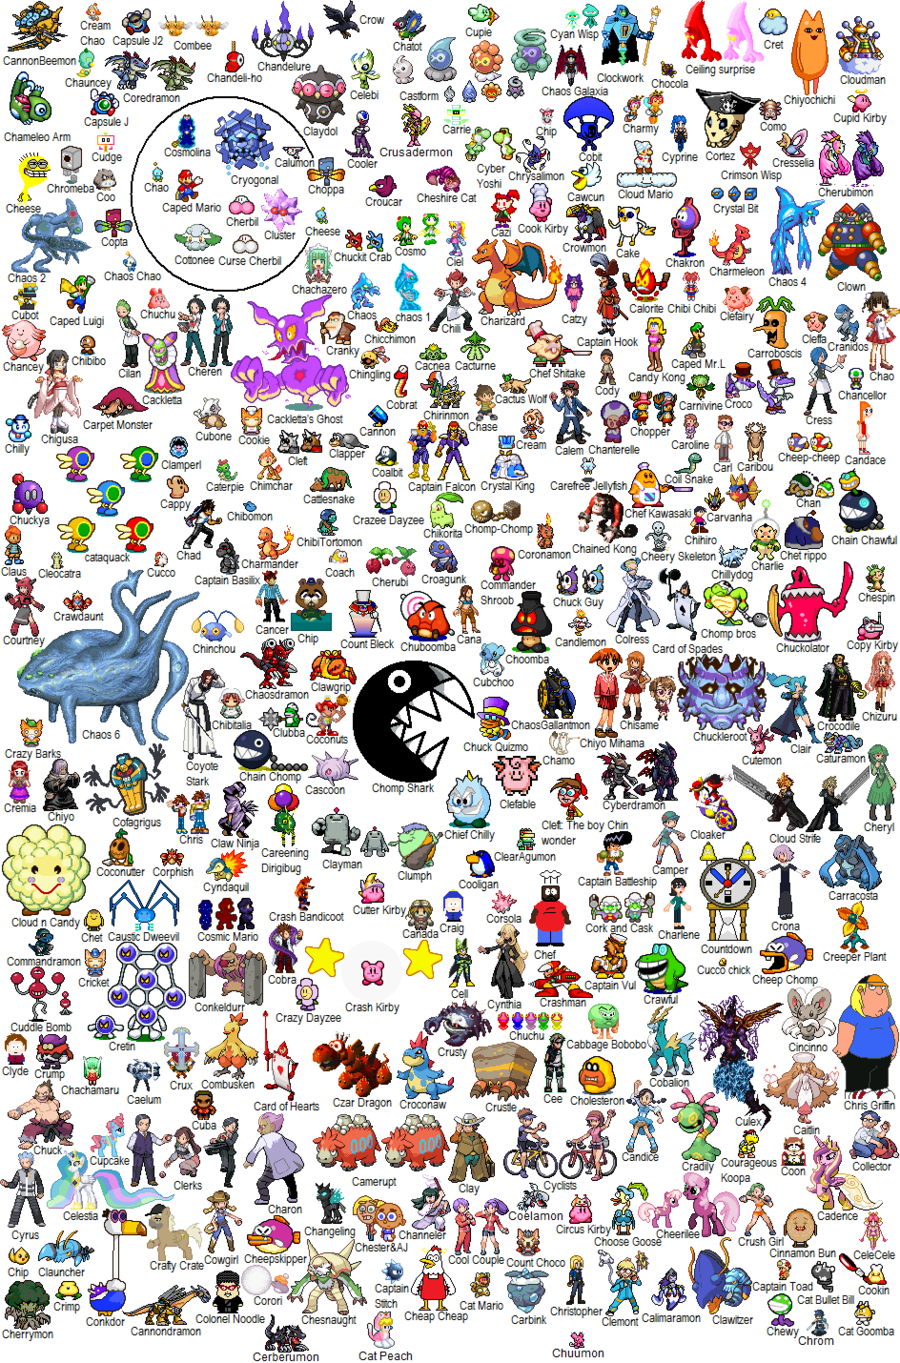 CannonBeemon
Cream
Chao
Capsule J2
Combee
Chandelure
Crow
Chatot
Cupie
Cyan Wisp
Clockwork
Ceiling surprise
Cret
Chiyochichi
Cloudman
Chauncey
Coredramon
Chandeli-ho
Celebi
Castform
Chaos Galaxia
Chocola
Chameleo Arm
Capsule J
Claydol
Carrie
Chip
Charmy
Cupid Kirby
Como
Cudge
Cosmolina
Cooler
Crusadermon
Cobit
Cyprine
Cortez
Cresselia
Calumon
Cyber
Yoshi
Chrysalimon
Crimson Wisp
Cheese
Chromeba
Coo
Chao
Cryogonal
Choppa
Cawcun
Cloud Mario
Cherubimon
Caped Mario
Croucar
Cheshire Cat
Crystal Bit
Cherbil
Cluster
Cheese
Cazi
Cook Kirby
Copta
Cottonee
Curse Cherbil
Chuckit Crab
Cosmo
Ciel
Crowmon
Cake
Chakron
Charmeleon
Chaos 2
Chaos Chao
Chachazero
Chaos 4
Clown
Cubot
Caped Luigi
Chuchu
Chaos
chaos 1
Chili
Charizard
Catzy
Calorite
Chibi Chibi
Clefairy
Captain Hook
Chancey
Chibibo
Cilan
Cheren
Cranky
Chicchimon
Carroboscis
Cleffa
Cranidos
Chingling
Cacnea
Cacturne
Chef Shitake
Cody
Candy Kong
Caped Mr.L
Chao
Cackletta
Cackletta's Ghost
Cobrat
Chirinmon
Cactus Wolf
Carnivine
Croco
Chancellor
Cress
Chigusa
Carpet Monster
Cubone
Cookie
Cannon
Chase
Cream
Calem
Chanterelle
Chopper
Caroline
Carl
Caribou
Cheep-cheep
Candace
Chilly
Clamperl
Cleft
Clapper
Coalbit
Captain Falcon
Crystal King
Carefree Jellyfish
Coil Snake
Caterpie
Chimchar
Cattlesnake
Chef Kawasaki
Carvanha
Chan
Chain Chawful
Chuckya
Cappy
Chibomon
Chad
ChibiTortomon
Crazee Dayzee
Chikorita
Chomp-Chomp
Coronamon
Chained Kong
Chihiro
Cheery Skeleton
Charlie
Chet rippo
Claus
cataquack
Cleocatra
Cucco
Captain Basilix
Charmander
Coach
Cherubi
Croagunk
Commander
Shroob
Chillydog
Chespin
Courtney
Crawdaunt
Chinchou
Cancer
Chip
Count Bleck
Chuboomba
Cana
Choomba
Chuck Guy
Candlemon
Colress
Card of Spades
Chomp bros
Chuckolator
Copy Kirby
Chaosdramon
Clawgrip
Cubchoo
Chaos 6
Chibitalia
Clubba
Coconuts
Chuck Quizmo
ChaosGallantmon
Chisame
Chuckleroot
Clair
Crocodile
Chizuru
Crazy Barks
Coyote
Stark
Chain Chomp
Cascoon
Chomp Shark
Chamo
Chiyo Mihama
Cutemon
Caturamon
Cremia
Chiyo
Cofagrigus
Chris
Claw Ninja
Careening
Dirigibug
Clayman
Clumph
Chief Chilly
Clefable
Cleft: The boy Chin
wonder
Cyberdramon
Cloaker
Cloud Strife
Cheryl
Cloud n Candy
Coconutter
Corphish
Cyndaquil
Crash Bandicoot
Cutter Kirby
ClearAgumon
Cooligan
Captain Battleship
Camper
Carracosta
Chet
Caustic Dweevil
Cosmic Mario
Canada
Craig
Corsola
Chef
Cork and Cask
Charlene
Countdown
Crona
Creeper Plant
Commandramon
Cricket
Cobra
Cell
Cynthia
Captain Vul
Cucco chick
Cheep Chomp
Conkeldurr
Crazy Dayzee
Crash Kirby
Crashman
Crawful
Cuddle Bomb
Cretin
Crusty
Chuchu
Cabbage Bobobo
Cincinno
Clyde
Crump
Chachamaru
Caelum
Crux
Combusken
Card of Hearts
Czar Dragon
Croconaw
Crustle
Cee
Cholesteron
Cobalion
Culex
Caitlin
Chris Griffin
Chuck
Cupcake
Clerks
Cuba
Charon
Camerupt
Clay
Cyclists
Candice
Cradily
Courageous
Koopa
Coon
Collector
Cyrus
Celestia
Changeling
Chester&AJ
Channeler
Cool Couple
Coelamon
Circus Kirby
Choose Goose
Cheerilee
Crush Girl
Cinnamon Bun
Cadence
CeleCele
Chip
Clauncher
Crafty Crate
Cowgirl
Cheepskipper
Count Choco
Captain Toad
Cookin
Cherrymon
Crimp
Conkdor
Cannondramon
Colonel Noodle
Corori
Chesnaught
Captain
Stitch
Cheap Cheap
Cat Mario
Carbink
Christopher
Clemont
Calimaramon
Clawitzer
Cat Bullet Bill
Chewy
Chrom
Cat Goomba
Cerberumon
Cat Peach
Chuumon